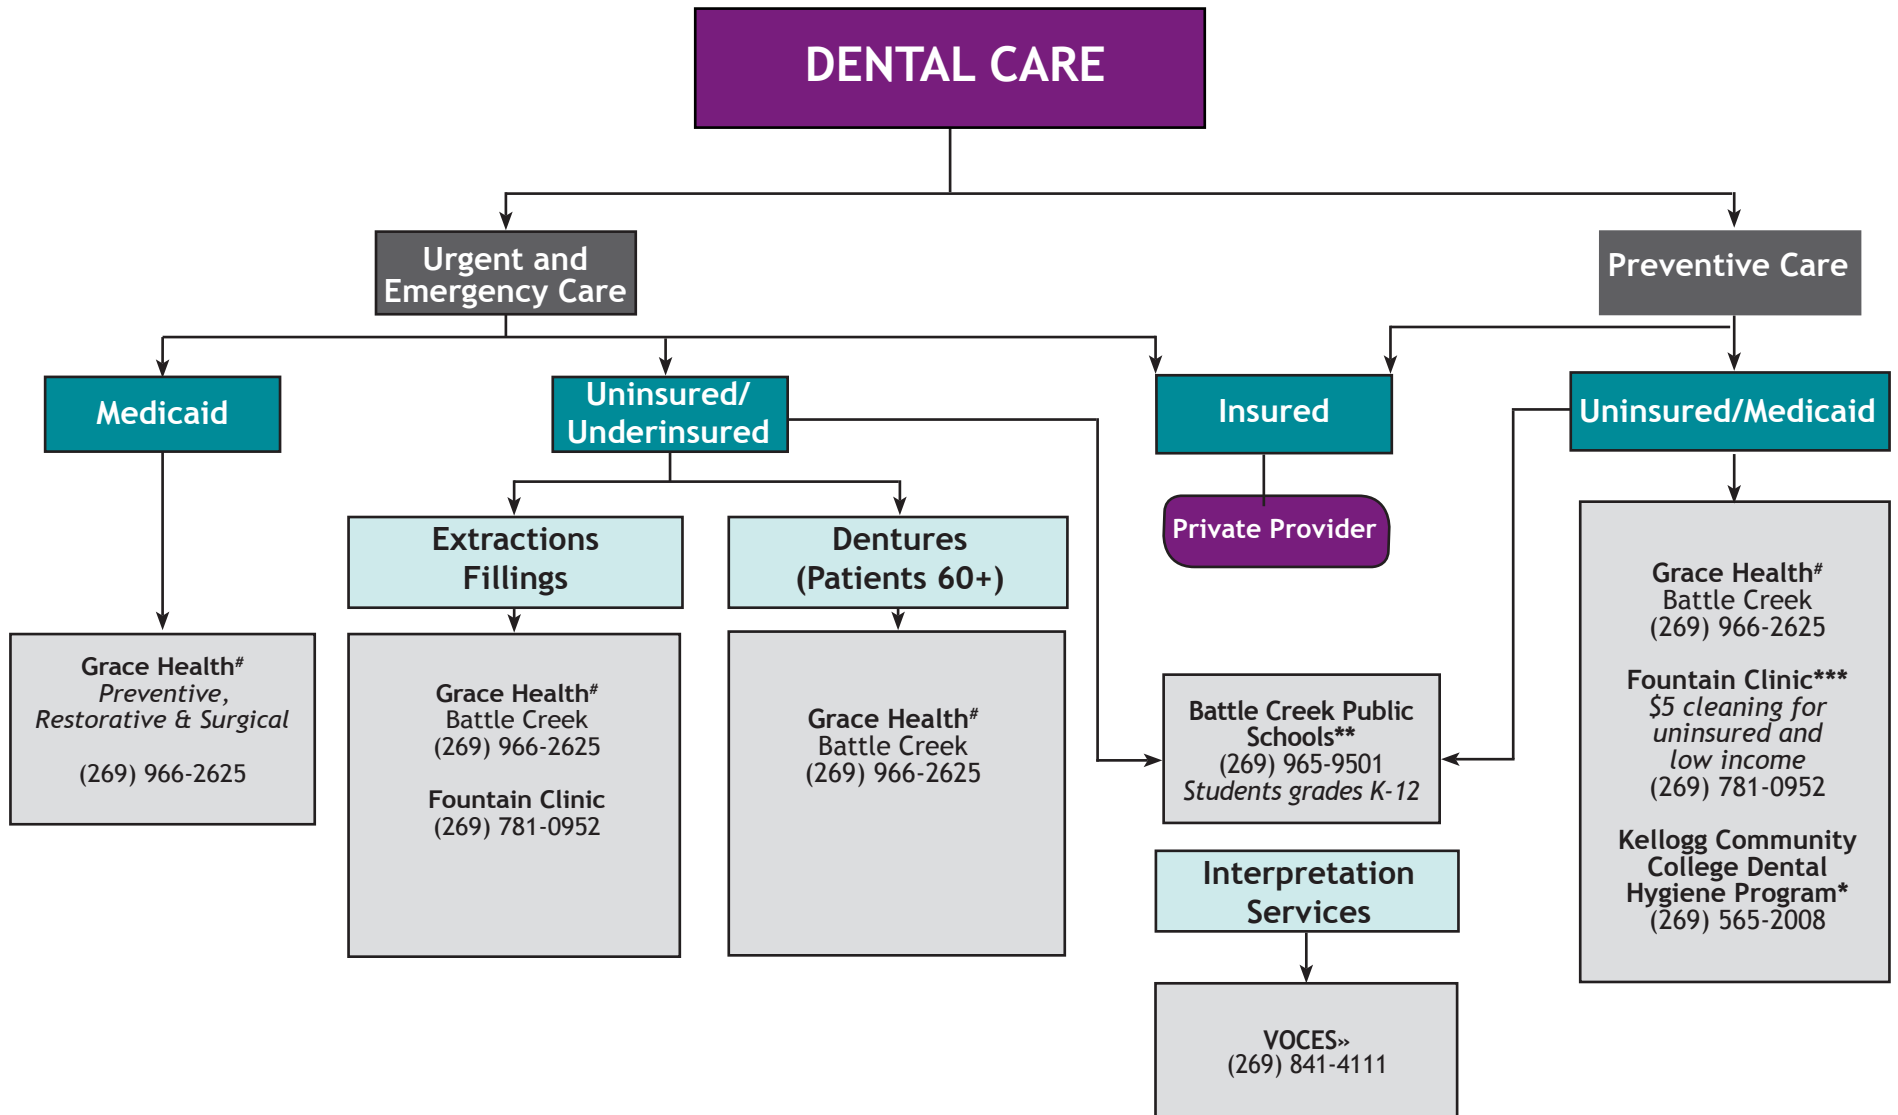 DENTAL CARE
Urgent and
Emergency Care
Preventive Care
Medicaid
Uninsured/
Underinsured
Insured
Uninsured/Medicaid
Private Provider
Extractions
Fillings
Dentures
(Patients 60+)
Grace Health#
Preventive,
Restorative & Surgical
(269) 966-2625
Grace Health#
Battle Creek
(269) 966-2625
Fountain Clinic
(269) 781-0952
Grace Health#
Battle Creek
(269) 966-2625
Battle Creek Public
Schools**
(269) 965-9501
Students grades K-12
Grace Health#
Battle Creek
(269) 966-2625
Fountain Clinic***
$5 cleaning for
uninsured and
low income
(269) 781-0952
Kellogg Community
College Dental
Hygiene Program*
(269) 565-2008
Interpretation
Services
VOCES»
(269) 841-4111